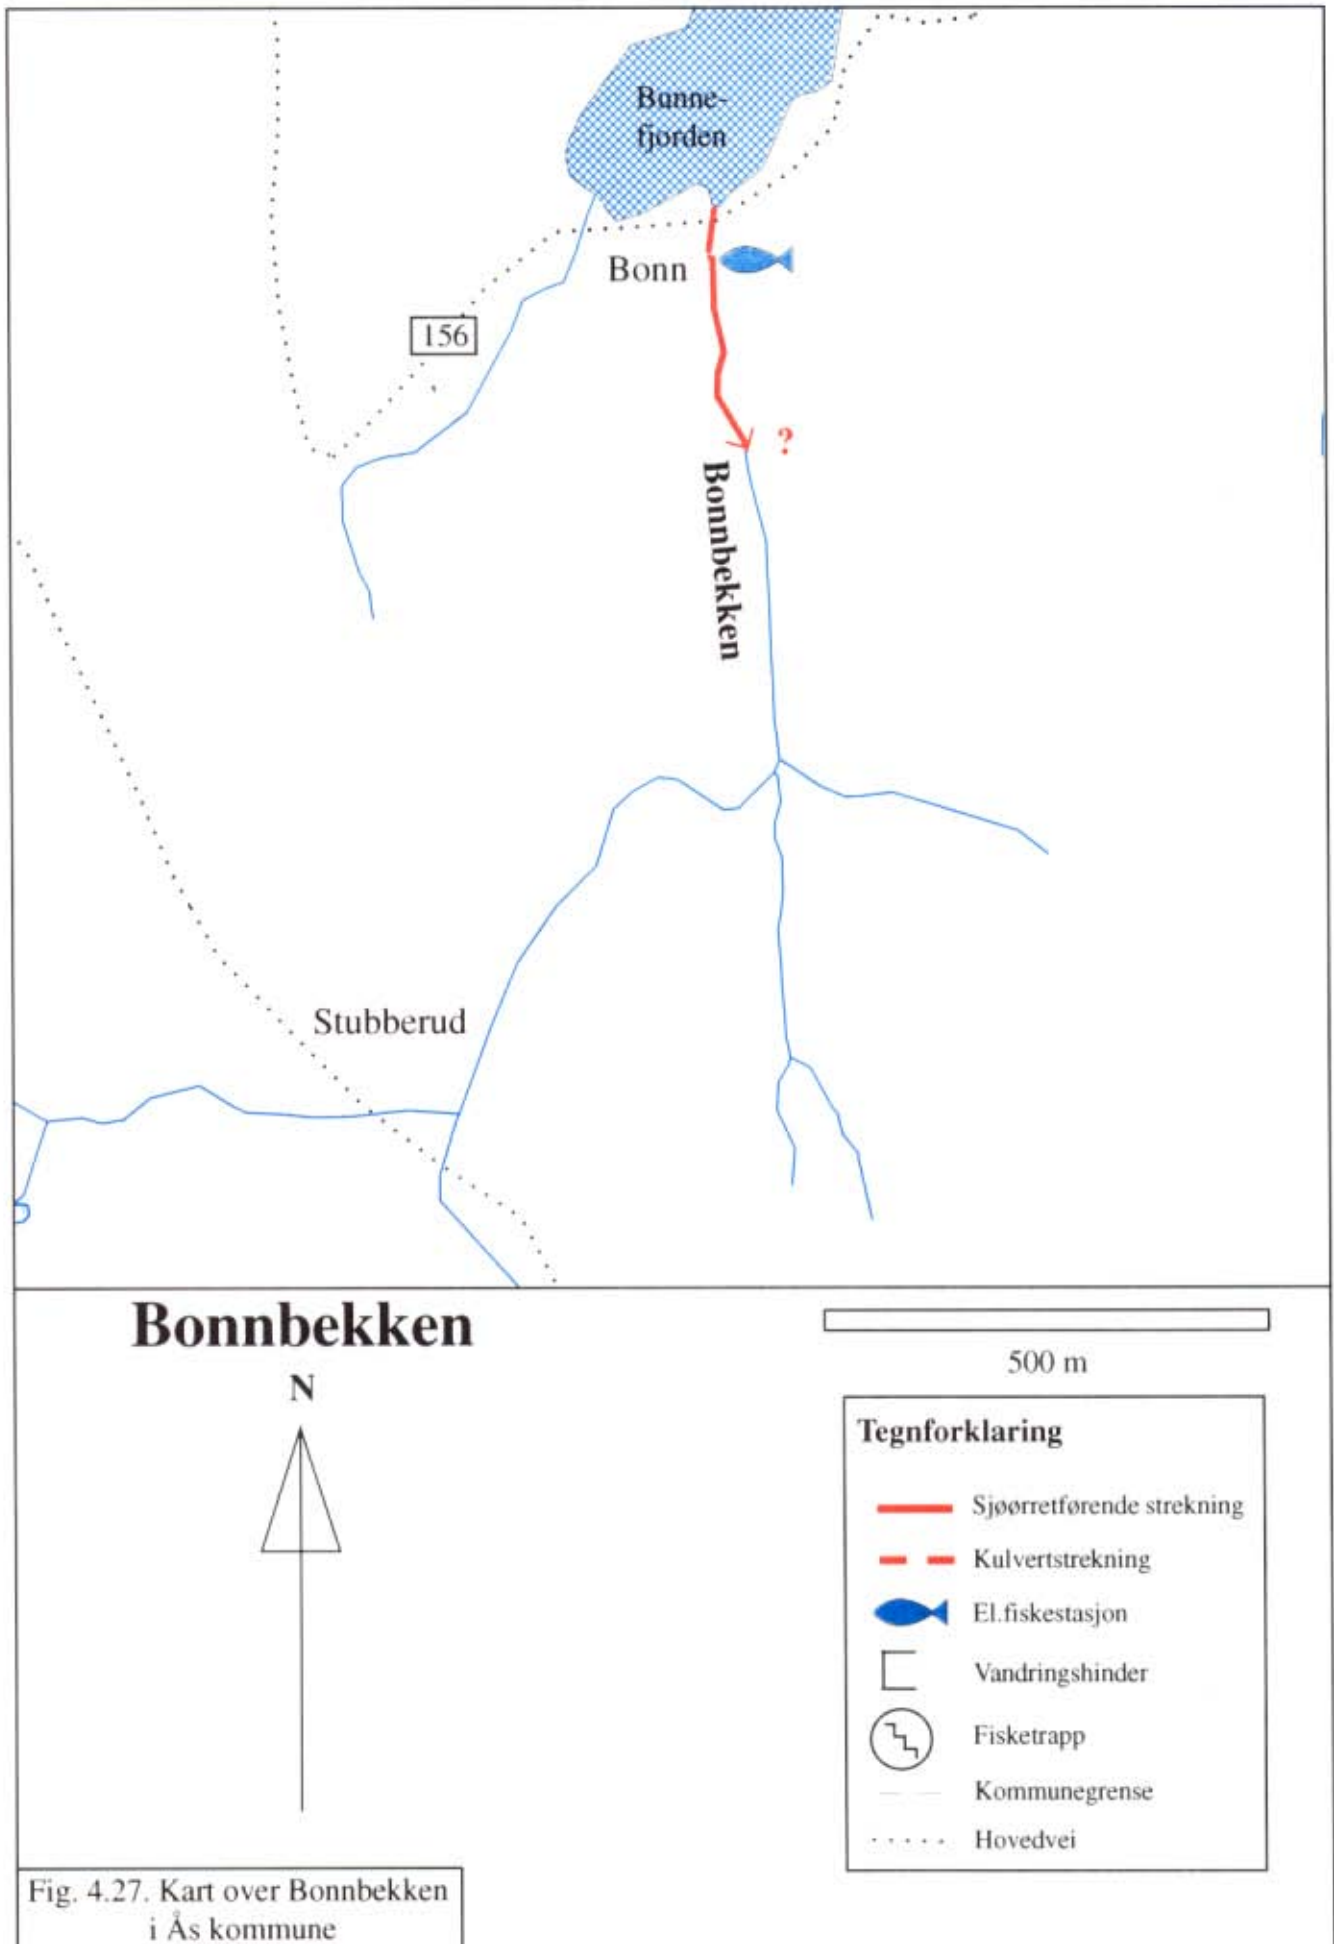 Bunne-
fjorden
Bonn
156
?
Bonnbekken
Stubberud
Bonnbekken
N
500 m
Tegnforklaring
Sjøørretførende strekning
Kulvertstrekning
El.fiskestasjon
Vandringshinder
Fisketrapp
Kommunegrense
Hovedvei
Fig. 4.27. Kart over Bonnbekken
i Ås kommune